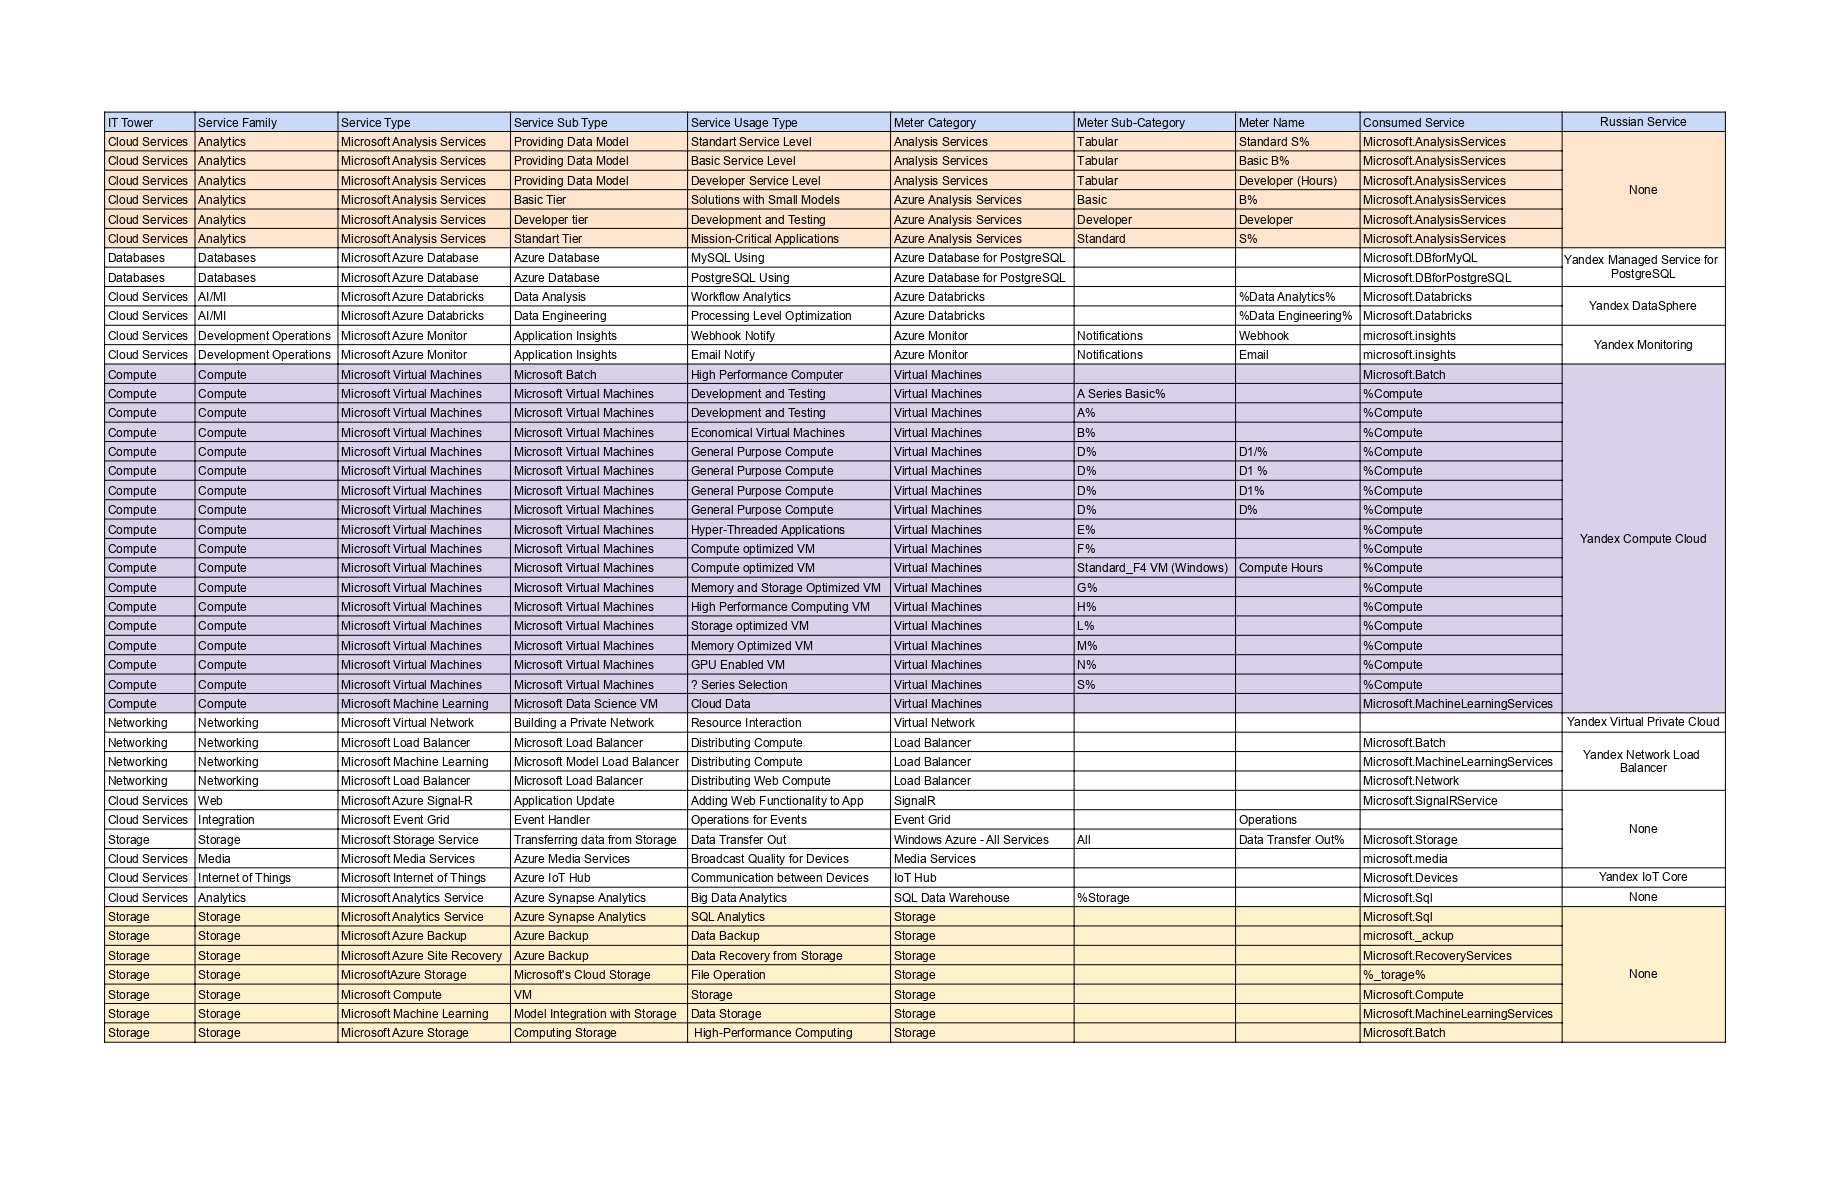 IT Tower Service Family Service Type Service Sub Type Service Usage Type Meter Category Meter Sub-Category Meter Name Consumed Service Russian Service
Cloud Services Analytics Microsoft Analysis Services Providing Data Model Standart Service Level Analysis Services Tabular Standard S% Microsoft.AnalysisServices
Cloud Services Analytics Microsoft Analysis Services Providing Data Model Basic Service Level Analysis Services Tabular Basic B% Microsoft.AnalysisServices
Cloud Services Analytics Microsoft Analysis Services Providing Data Model Developer Service Level Analysis Services Tabular Developer (Hours) Microsoft.AnalysisServices
None
Cloud Services Analytics Microsoft Analysis Services Basic Tier Solutions with Small Models Azure Analysis Services Basic B% Microsoft.AnalysisServices
Cloud Services Analytics Microsoft Analysis Services Developer tier Development and Testing Azure Analysis Services Developer Developer Microsoft.AnalysisServices
Cloud Services Analytics Microsoft Analysis Services Standart Tier Mission-Critical Applications Azure Analysis Services Standard S% Microsoft.AnalysisServices
Databases Databases Microsoft Azure Database Azure Database MySQL Using Azure Database for PostgreSQL Microsoft.DBforMyQL Yandex Managed Service for
Databases Databases Microsoft Azure Database Azure Database PostgreSQL Using Azure Database for PostgreSQL Microsoft.DBforPostgreSQL PostgreSQL
Cloud Services AI/MI Microsoft Azure Databricks Data Analysis Workflow Analytics Azure Databricks %Data Analytics% Microsoft.Databricks
Yandex DataSphere
Cloud Services AI/MI Microsoft Azure Databricks Data Engineering Processing Level Optimization Azure Databricks %Data Engineering% Microsoft.Databricks
Cloud Services Development Operations Microsoft Azure Monitor Application Insights Webhook Notify Azure Monitor Notifications Webhook microsoft.insights
Yandex Monitoring
Cloud Services Development Operations Microsoft Azure Monitor Application Insights Email Notify Azure Monitor Notifications Email microsoft.insights
Compute Compute Microsoft Virtual Machines Microsoft Batch High Performance Computer Virtual Machines Microsoft.Batch
Compute Compute Microsoft Virtual Machines Microsoft Virtual Machines Development and Testing Virtual Machines A Series Basic% %Compute
Compute Compute Microsoft Virtual Machines Microsoft Virtual Machines Development and Testing Virtual Machines A% %Compute
Compute Compute Microsoft Virtual Machines Microsoft Virtual Machines Economical Virtual Machines Virtual Machines B% %Compute
Compute Compute Microsoft Virtual Machines Microsoft Virtual Machines General Purpose Compute Virtual Machines D% D1/% %Compute
Compute Compute Microsoft Virtual Machines Microsoft Virtual Machines General Purpose Compute Virtual Machines D% D1 % %Compute
Compute Compute Microsoft Virtual Machines Microsoft Virtual Machines General Purpose Compute Virtual Machines D% D1% %Compute
Compute Compute Microsoft Virtual Machines Microsoft Virtual Machines General Purpose Compute Virtual Machines D% D% %Compute
Compute Compute Microsoft Virtual Machines Microsoft Virtual Machines Hyper-Threaded Applications Virtual Machines E% %Compute
Yandex Compute Cloud
Compute Compute Microsoft Virtual Machines Microsoft Virtual Machines Compute optimized VM Virtual Machines F% %Compute
Compute Compute Microsoft Virtual Machines Microsoft Virtual Machines Compute optimized VM Virtual Machines Standard_F4 VM (Windows) Compute Hours %Compute
Compute Compute Microsoft Virtual Machines Microsoft Virtual Machines Memory and Storage Optimized VM Virtual Machines G% %Compute
Compute Compute Microsoft Virtual Machines Microsoft Virtual Machines High Performance Computing VM Virtual Machines H% %Compute
Compute Compute Microsoft Virtual Machines Microsoft Virtual Machines Storage optimized VM Virtual Machines L% %Compute
Compute Compute Microsoft Virtual Machines Microsoft Virtual Machines Memory Optimized VM Virtual Machines M% %Compute
Compute Compute Microsoft Virtual Machines Microsoft Virtual Machines GPU Enabled VM Virtual Machines N% %Compute
Compute Compute Microsoft Virtual Machines Microsoft Virtual Machines ? Series Selection Virtual Machines S% %Compute
Compute Compute Microsoft Machine Learning Microsoft Data Science VM Cloud Data Virtual Machines Microsoft.MachineLearningServices
Networking Networking Microsoft Virtual Network Building a Private Network Resource Interaction Virtual Network Yandex Virtual Private Cloud
Networking Networking Microsoft Load Balancer Microsoft Load Balancer Distributing Compute Load Balancer Microsoft.Batch
Yandex Network Load
Networking Networking Microsoft Machine Learning Microsoft Model Load Balancer Distributing Compute Load Balancer Microsoft.MachineLearningServices
Balancer
Networking Networking Microsoft Load Balancer Microsoft Load Balancer Distributing Web Compute Load Balancer Microsoft.Network
Cloud Services Web Microsoft Azure Signal-R Application Update Adding Web Functionality to App SignalR Microsoft.SignalRService
Cloud Services Integration Microsoft Event Grid Event Handler Operations for Events Event Grid Operations
None
Storage Storage Microsoft Storage Service Transferring data from Storage Data Transfer Out Windows Azure - All Services All Data Transfer Out% Microsoft.Storage
Cloud Services Media Microsoft Media Services Azure Media Services Broadcast Quality for Devices Media Services microsoft.media
Cloud Services Internet of Things Microsoft Internet of Things Azure IoT Hub Communication between Devices IoT Hub Microsoft.Devices Yandex IoT Core
Cloud Services Analytics Microsoft Analytics Service Azure Synapse Analytics Big Data Analytics SQL Data Warehouse %Storage Microsoft.Sql None
Storage Storage Microsoft Analytics Service Azure Synapse Analytics SQL Analytics Storage Microsoft.Sql
Storage Storage Microsoft Azure Backup Azure Backup Data Backup Storage microsoft._ackup
Storage Storage Microsoft Azure Site Recovery Azure Backup Data Recovery from Storage Storage Microsoft.RecoveryServices
Storage Storage MicrosoftAzure Storage Microsoft's Cloud Storage File Operation Storage %_torage% None
Storage Storage Microsoft Compute VM Storage Storage Microsoft.Compute
Storage Storage Microsoft Machine Learning Model Integration with Storage Data Storage Storage Microsoft.MachineLearningServices
Storage Storage Microsoft Azure Storage Computing Storage High-Performance Computing Storage Microsoft.Batch